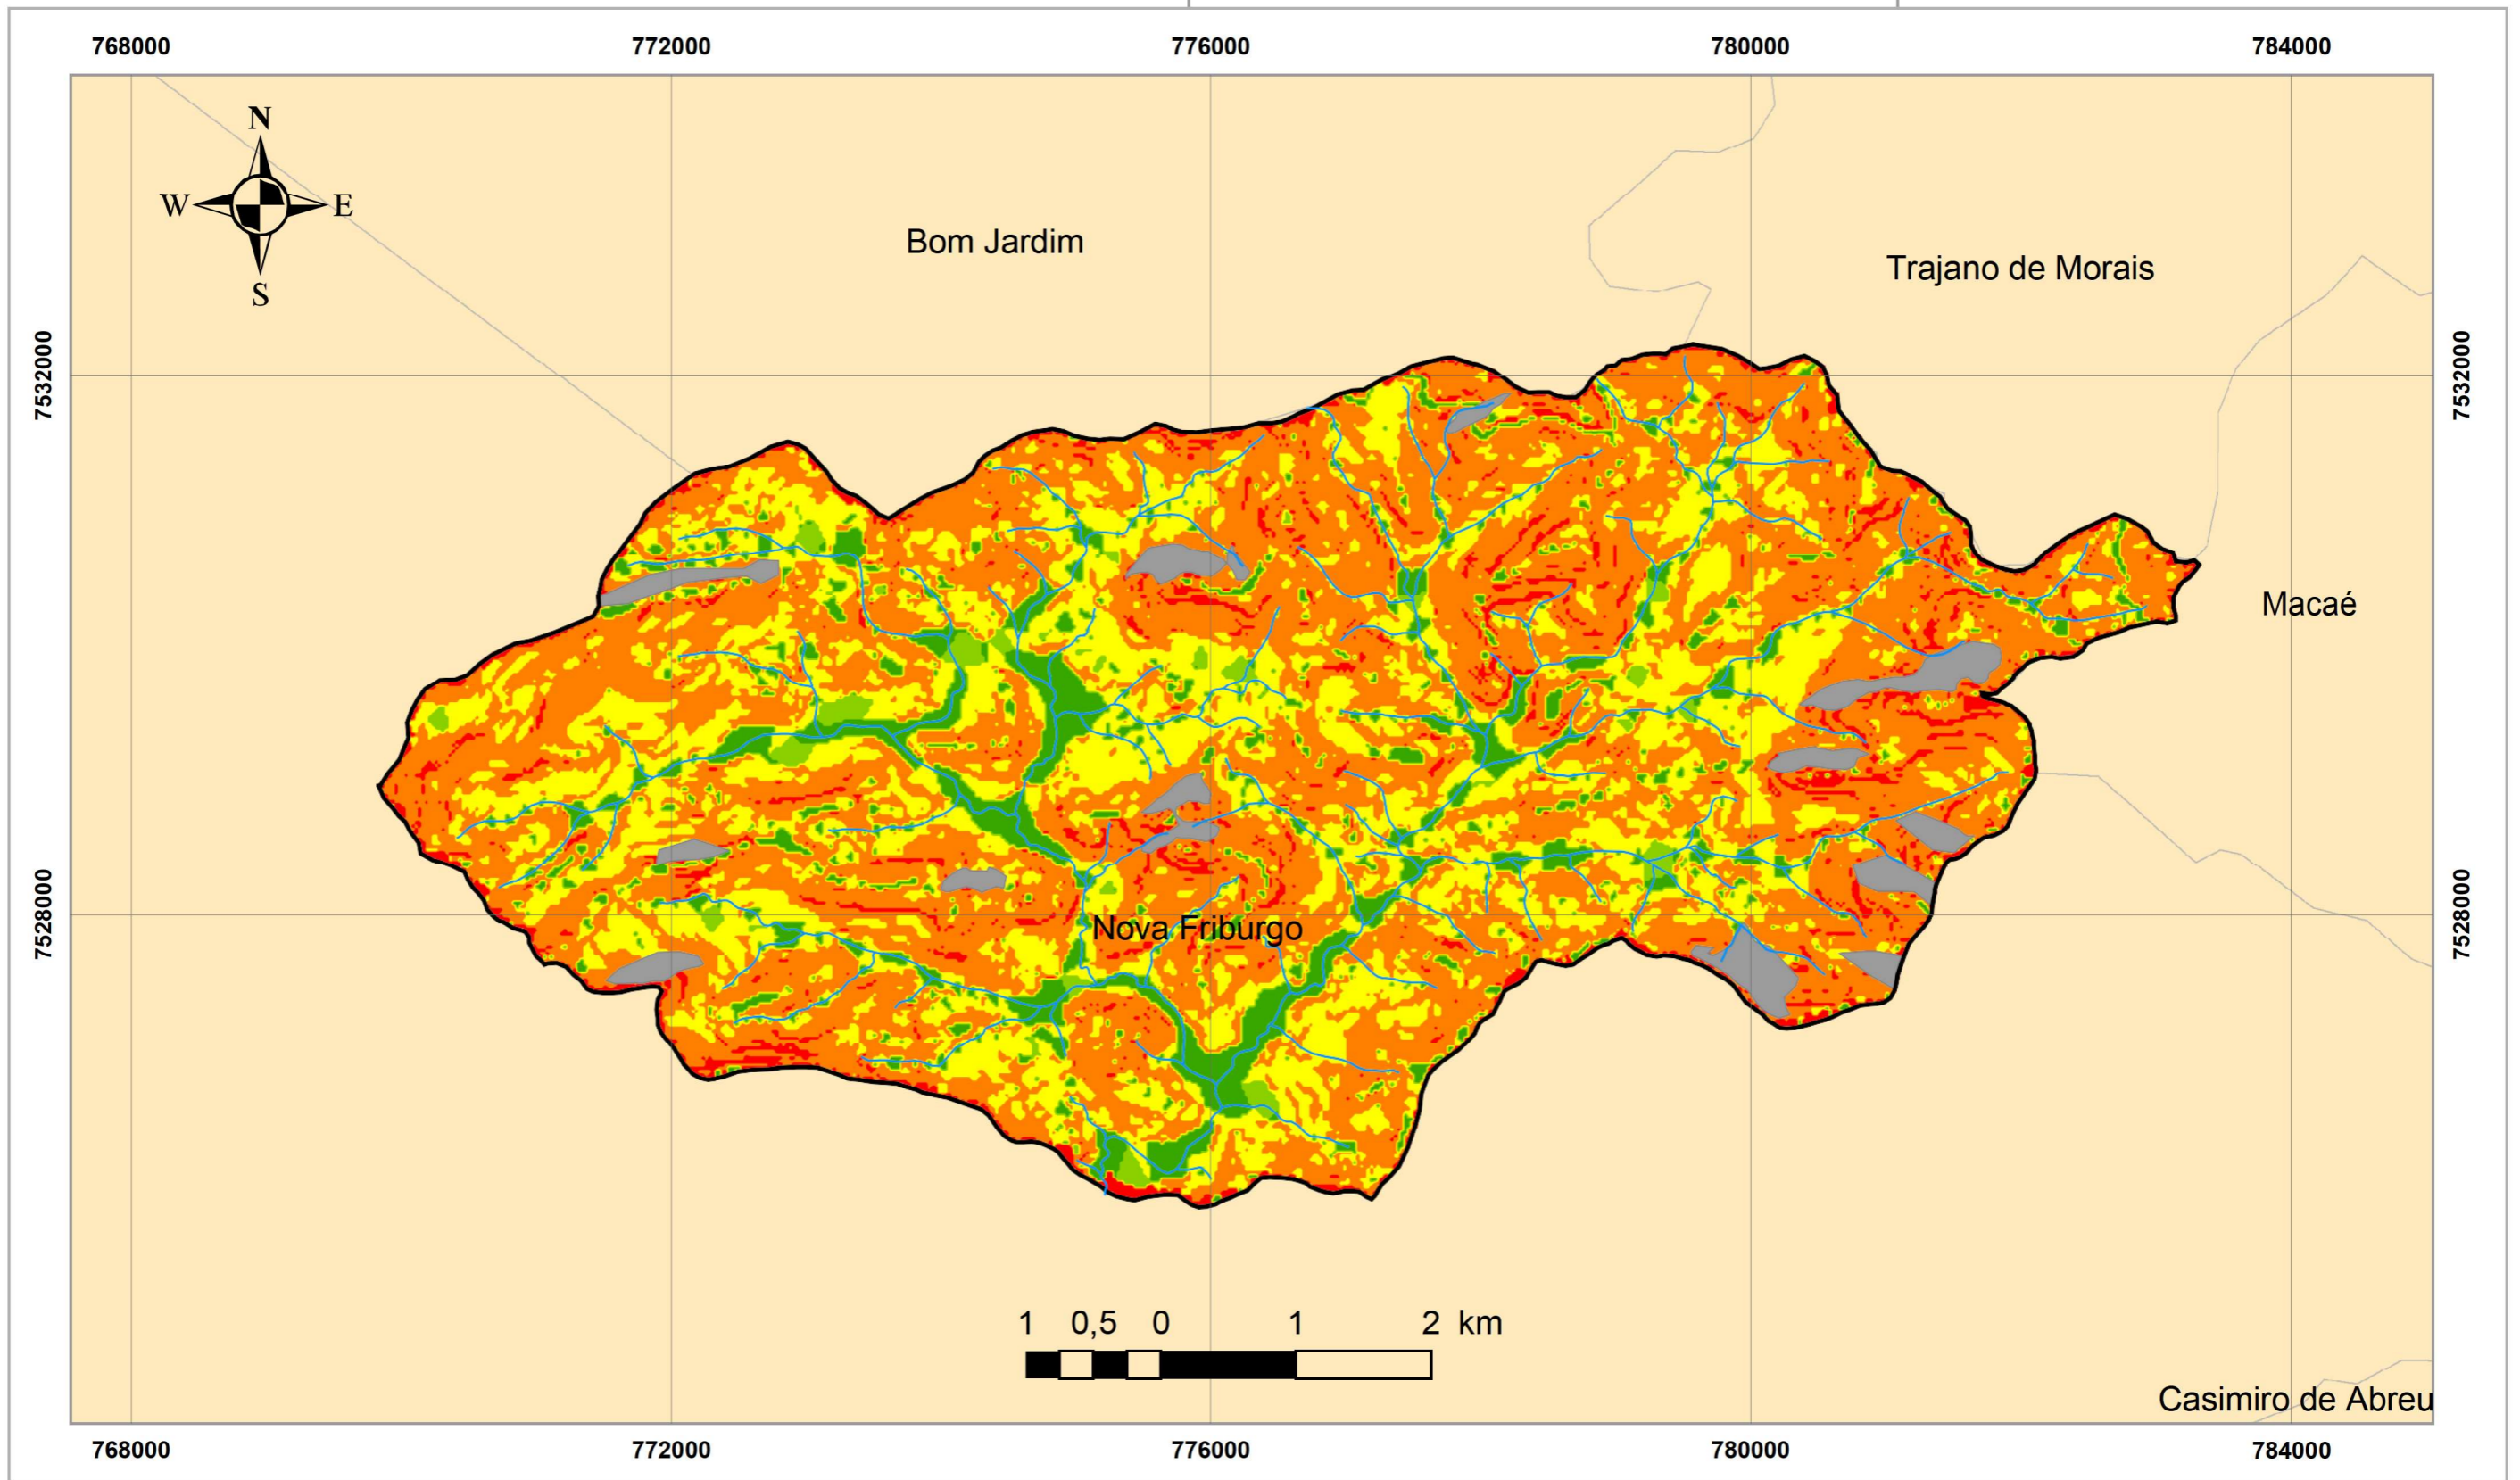 768000 772000 776000 780000 784000
N
W E
S
Bom Jardim
Trajano de Morais
7532000 7532000
Macaé
7528000 7528000
Nova Friburgo
1 0,5 0 1 2 km
Casimiro de Abreu
768000 772000 776000 780000 784000